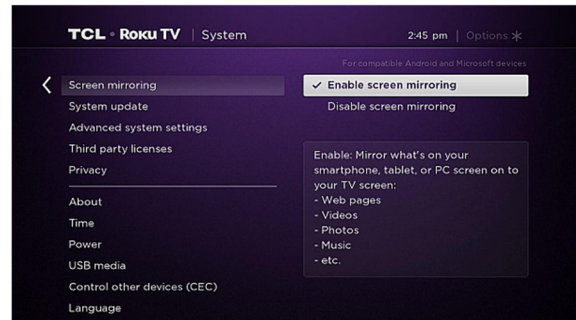 TCL • Roku TV | System
2:45 pm | Options ✱
For compatible Android and Microsoft devices
Screen mirroring
System update
Advanced system settings
Third party licenses
Privacy
About
Time
Power
USB media
Control other devices (CEC)
Language
✓ Enable screen mirroring
Disable screen mirroring
Enable: Mirror what's on your
smartphone, tablet, or PC screen on to
your TV screen:
- Web pages
- Videos
- Photos
- Music
- etc.